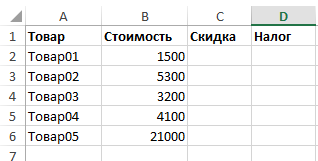 A B C D
1 Товар Стоимость Скидка Налог
2 Товар01 1500
3 Товар02 5300
4 Товар03 3200
5 Товар04 4100
6 Товар05 21000
7